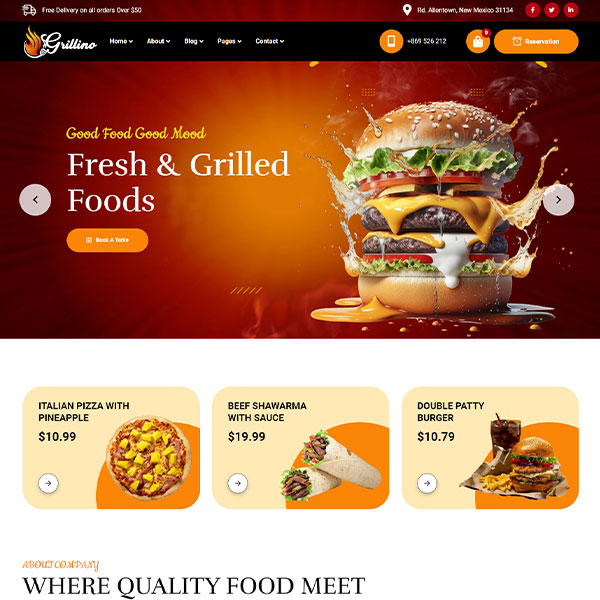 Free Delivery on all orders Over $50
Rd. Allentown, New Mexico 31134
Grillino
Home
About
Blog
Pages
Contact
+869 526 212
9
Reservation
Good Food Good Mood
Fresh & Grilled
Foods
Book A Table
ITALIAN PIZZA WITH
PINEAPPLE
$10.99
BEEF SHAWARMA
WITH SAUCE
$19.99
DOUBLE PATTY
BURGER
$10.79
ABOUT COMPANY
WHERE QUALITY FOOD MEET